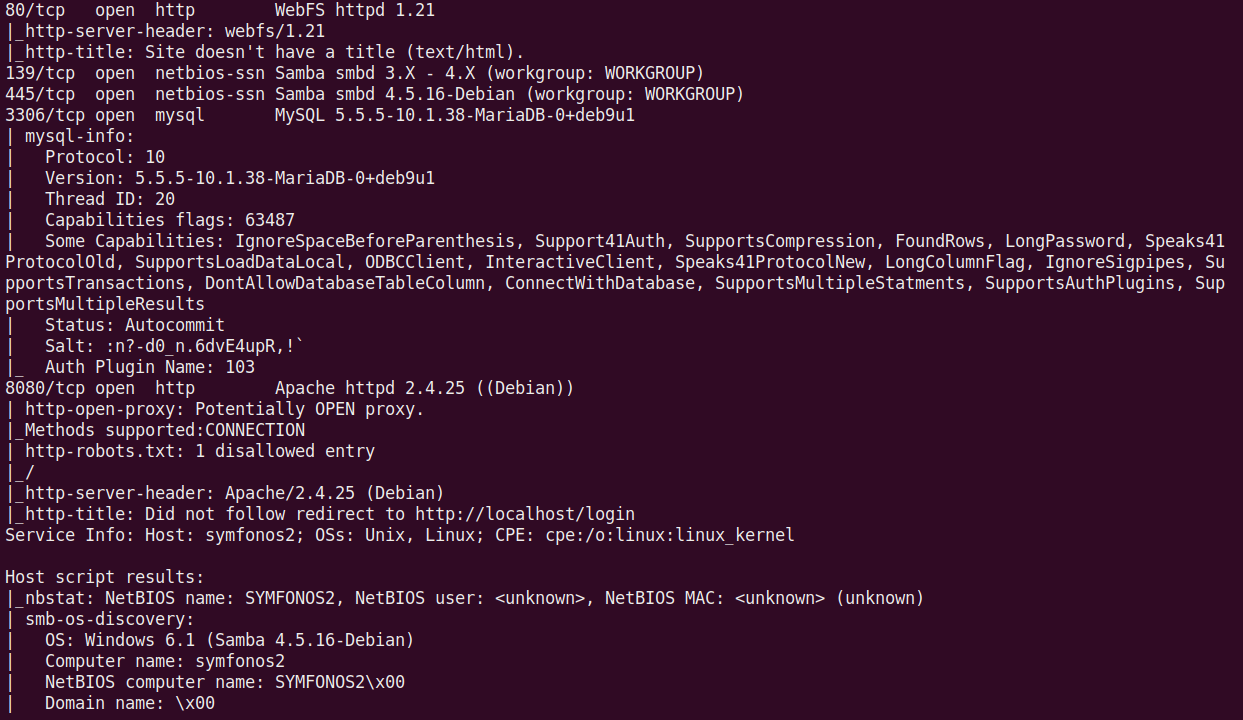 80/tcp   open  http        WebFS httpd 1.21
|_http-server-header: webfs/1.21
|_http-title: Site doesn't have a title (text/html).
139/tcp  open  netbios-ssn Samba smbd 3.X - 4.X (workgroup: WORKGROUP)
445/tcp  open  netbios-ssn Samba smbd 4.5.16-Debian (workgroup: WORKGROUP)
3306/tcp open  mysql       MySQL 5.5.5-10.1.38-MariaDB-0+deb9u1
| mysql-info:
|   Protocol: 10
|   Version: 5.5.5-10.1.38-MariaDB-0+deb9u1
|   Thread ID: 20
|   Capabilities flags: 63487
|   Some Capabilities: IgnoreSpaceBeforeParenthesis, Support41Auth, SupportsCompression, FoundRows, LongPassword, Speaks41
ProtocolOld, SupportsLoadDataLocal, ODBCClient, InteractiveClient, Speaks41ProtocolNew, LongColumnFlag, IgnoreSigpipes, Su
pportsTransactions, DontAllowDatabaseTableColumn, ConnectWithDatabase, SupportsMultipleStatments, SupportsAuthPlugins, Sup
portsMultipleResults
|   Status: Autocommit
|   Salt: :n?-d0_n.6dvE4upR,!`
|_  Auth Plugin Name: 103
8080/tcp open  http        Apache httpd 2.4.25 ((Debian))
| http-open-proxy: Potentially OPEN proxy.
|_Methods supported:CONNECTION
| http-robots.txt: 1 disallowed entry
|_/
|_http-server-header: Apache/2.4.25 (Debian)
|_http-title: Did not follow redirect to http://localhost/login
Service Info: Host: symfonos2; OSs: Unix, Linux; CPE: cpe:/o:linux:linux_kernel

Host script results:
|_nbstat: NetBIOS name: SYMFONOS2, NetBIOS user: <unknown>, NetBIOS MAC: <unknown> (unknown)
| smb-os-discovery:
|   OS: Windows 6.1 (Samba 4.5.16-Debian)
|   Computer name: symfonos2
|   NetBIOS computer name: SYMFONOS2\x00
|   Domain name: \x00